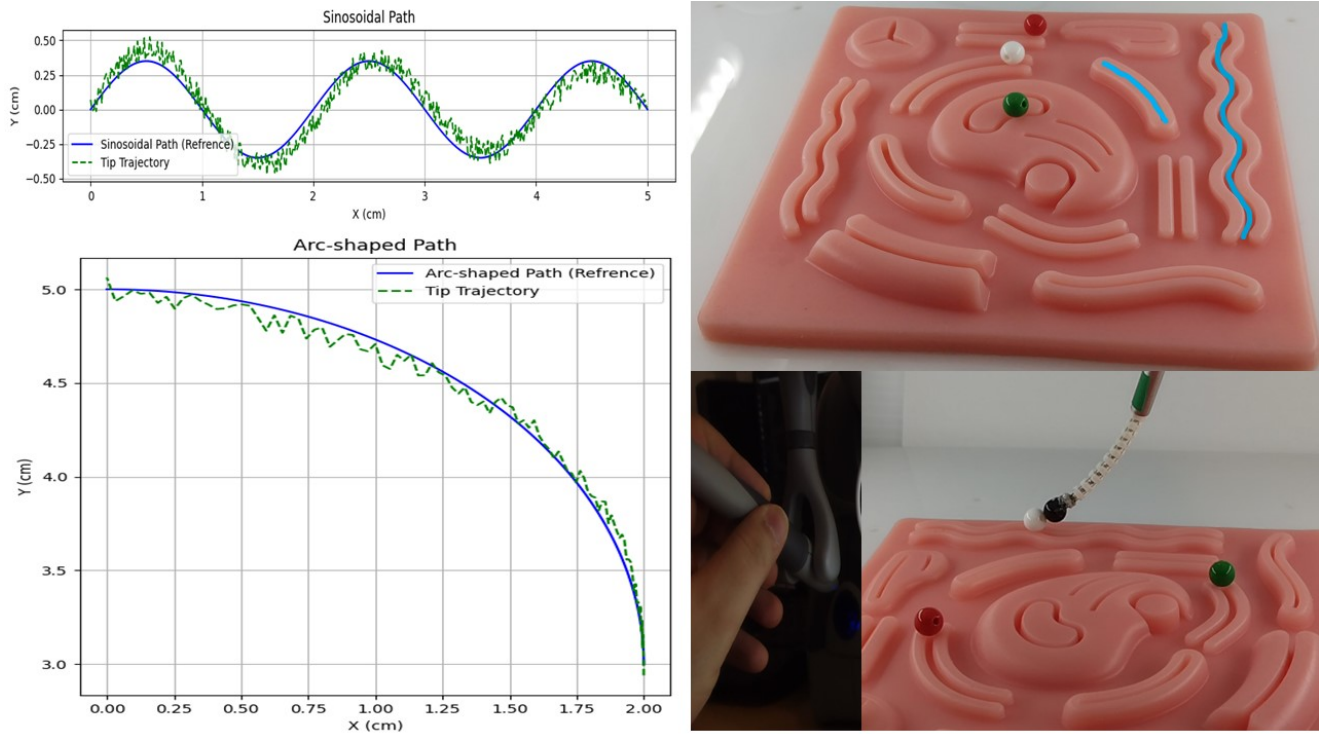 Sinosoidal Path
0.50
0.25
0.00
−0.25
−0.50
Y (cm)
Sinosoidal Path (Refrence)
Tip Trajectory
0 1 2 3 4 5
X (cm)
Arc-shaped Path
Arc-shaped Path (Refrence)
Tip Trajectory
5.0
4.5
4.0
3.5
3.0
Y (cm)
0.00 0.25 0.50 0.75 1.00 1.25 1.50 1.75 2.00
X (cm)